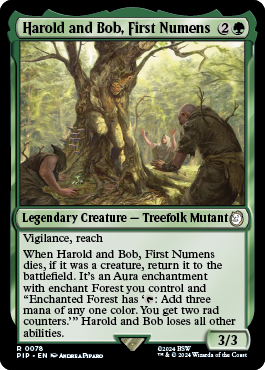 Harold and Bob, First Numens 2
Legendary Creature — Treefolk Mutant
Vigilance, reach
When Harold and Bob, First Numens
dies, if it was a creature, return it to the
battlefield. It's an Aura enchantment
with enchant Forest you control and
“Enchanted Forest has ‘: Add three
mana of any one color. You get two rad
counters.’” Harold and Bob loses all other
abilities.
3/3
R 0078
PIP • EN Andrea Piparo
©2024 BSW
™ & © 2024 Wizards of the Coast